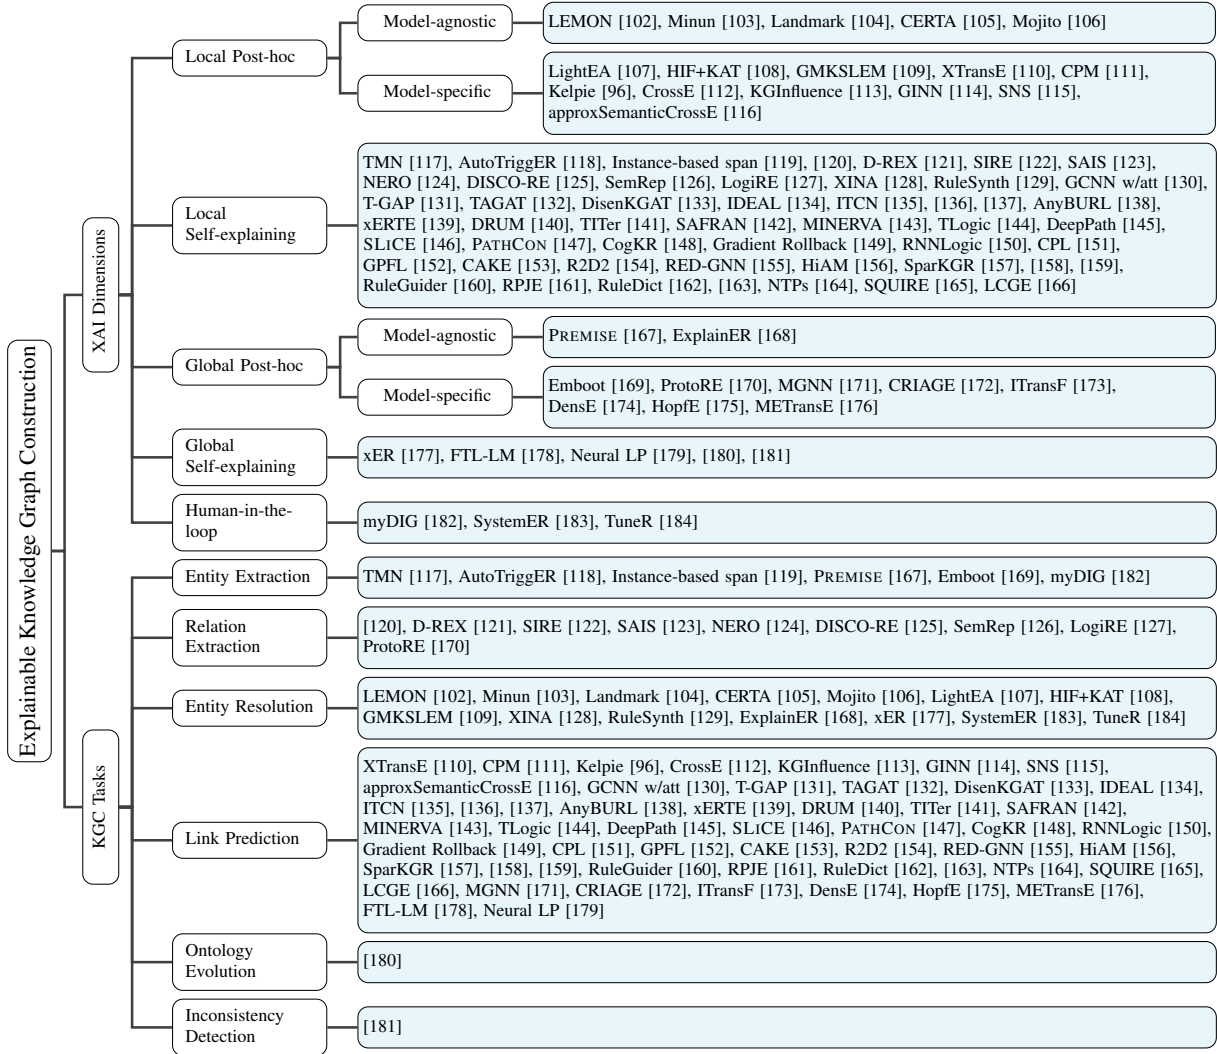 Explainable Knowledge Graph Construction
XAI Dimensions
Local Post-hoc
Model-agnostic
LEMON [102], Minun [103], Landmark [104], CERTA [105], Mojito [106]
Model-specific
LightEA [107], HIF+KAT [108], GMKSLEM [109], XTransE [110], CPM [111],
Kelpie [96], CrossE [112], KGInfluence [113], GINN [114], SNS [115],
approxSemanticCrossE [116]
Local
Self-explaining
TMN [117], AutoTriggER [118], Instance-based span [119], [120], D-REX [121], SIRE [122], SAIS [123],
NERO [124], DISCO-RE [125], SemRep [126], LogiRE [127], XINA [128], RuleSynth [129], GCNN w/att [130],
T-GAP [131], TAGAT [132], DisenKGAT [133], IDEAL [134], ITCN [135], [136], [137], AnyBURL [138],
xERTE [139], DRUM [140], TITer [141], SAFRAN [142], MINERVA [143], TLogic [144], DeepPath [145],
SLiCE [146], PATHCON [147], CogKR [148], Gradient Rollback [149], RNNLogic [150], CPL [151],
GPFL [152], CAKE [153], R2D2 [154], RED-GNN [155], HiAM [156], SparKGR [157], [158], [159],
RuleGuider [160], RPJE [161], RuleDict [162], [163], NTPs [164], SQUIRE [165], LCGE [166]
Global Post-hoc
Model-agnostic
PREMISE [167], ExplainER [168]
Model-specific
Emboot [169], ProtoRE [170], MGNN [171], CRIAGE [172], ITransF [173],
DensE [174], HopfE [175], METransE [176]
Global
Self-explaining
xER [177], FTL-LM [178], Neural LP [179], [180], [181]
Human-in-the-
loop
myDIG [182], SystemER [183], TuneR [184]
KGC Tasks
Entity Extraction
TMN [117], AutoTriggER [118], Instance-based span [119], PREMISE [167], Emboot [169], myDIG [182]
Relation
Extraction
[120], D-REX [121], SIRE [122], SAIS [123], NERO [124], DISCO-RE [125], SemRep [126], LogiRE [127],
ProtoRE [170]
Entity Resolution
LEMON [102], Minun [103], Landmark [104], CERTA [105], Mojito [106], LightEA [107], HIF+KAT [108],
GMKSLEM [109], XINA [128], RuleSynth [129], ExplainER [168], xER [177], SystemER [183], TuneR [184]
Link Prediction
XTransE [110], CPM [111], Kelpie [96], CrossE [112], KGInfluence [113], GINN [114], SNS [115],
approxSemanticCrossE [116], GCNN w/att [130], T-GAP [131], TAGAT [132], DisenKGAT [133], IDEAL [134],
ITCN [135], [136], [137], AnyBURL [138], xERTE [139], DRUM [140], TITer [141], SAFRAN [142],
MINERVA [143], TLogic [144], DeepPath [145], SLiCE [146], PATHCON [147], CogKR [148], RNNLogic [150],
Gradient Rollback [149], CPL [151], GPFL [152], CAKE [153], R2D2 [154], RED-GNN [155], HiAM [156],
SparKGR [157], [158], [159], RuleGuider [160], RPJE [161], RuleDict [162], [163], NTPs [164], SQUIRE [165],
LCGE [166], MGNN [171], CRIAGE [172], ITransF [173], DensE [174], HopfE [175], METransE [176],
FTL-LM [178], Neural LP [179]
Ontology
Evolution
[180]
Inconsistency
Detection
[181]